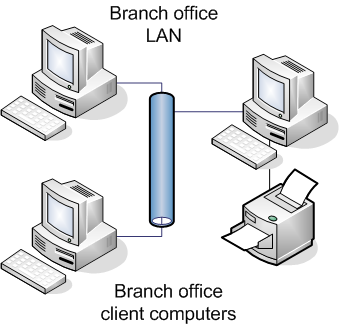 Branch office
LAN
Branch office
client computers